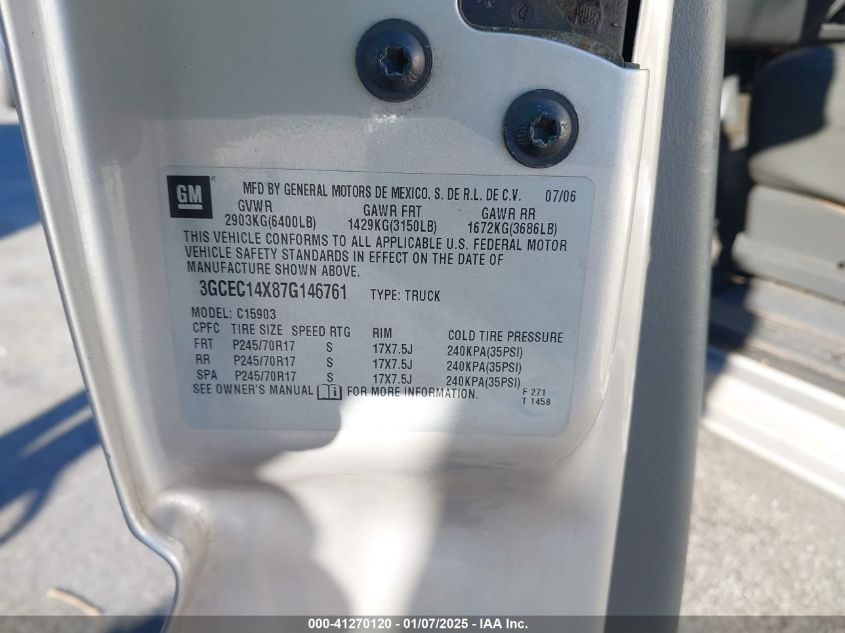 GM
MFD BY GENERAL MOTORS DE MEXICO, S. DE R.L. DE C.V. 07/06
GVWR GAWR FRT GAWR RR
2903KG(6400LB) 1429KG(3150LB) 1672KG(3686LB)
THIS VEHICLE CONFORMS TO ALL APPLICABLE U.S. FEDERAL MOTOR
VEHICLE SAFETY STANDARDS IN EFFECT ON THE DATE OF
MANUFACTURE SHOWN ABOVE.
3GCEC14X87G146761 TYPE: TRUCK
MODEL: C15903
CPFC TIRE SIZE SPEED RTG RIM COLD TIRE PRESSURE
FRT P245/70R17 S 17X7.5J 240KPA(35PSI)
RR P245/70R17 S 17X7.5J 240KPA(35PSI)
SPA P245/70R17 S 17X7.5J 240KPA(35PSI)
SEE OWNER'S MANUAL FOR MORE INFORMATION.
F 271
T 1458
000-41270120 - 01/07/2025 - IAA Inc.